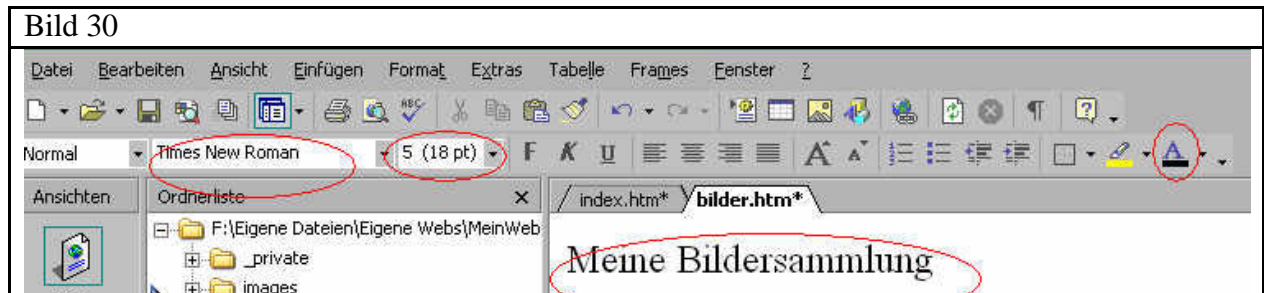 Bild 30
Datei Bearbeiten Ansicht Einfügen Format Extras Tabelle Frames Fenster ?
ABC
Normal Times New Roman 5 (18 pt) F K U A A A
Ansichten Ordnerliste index.htm* bilder.htm*
F:\Eigene Dateien\Eigene Webs\MeinWeb
_private
images
Meine Bildersammlung